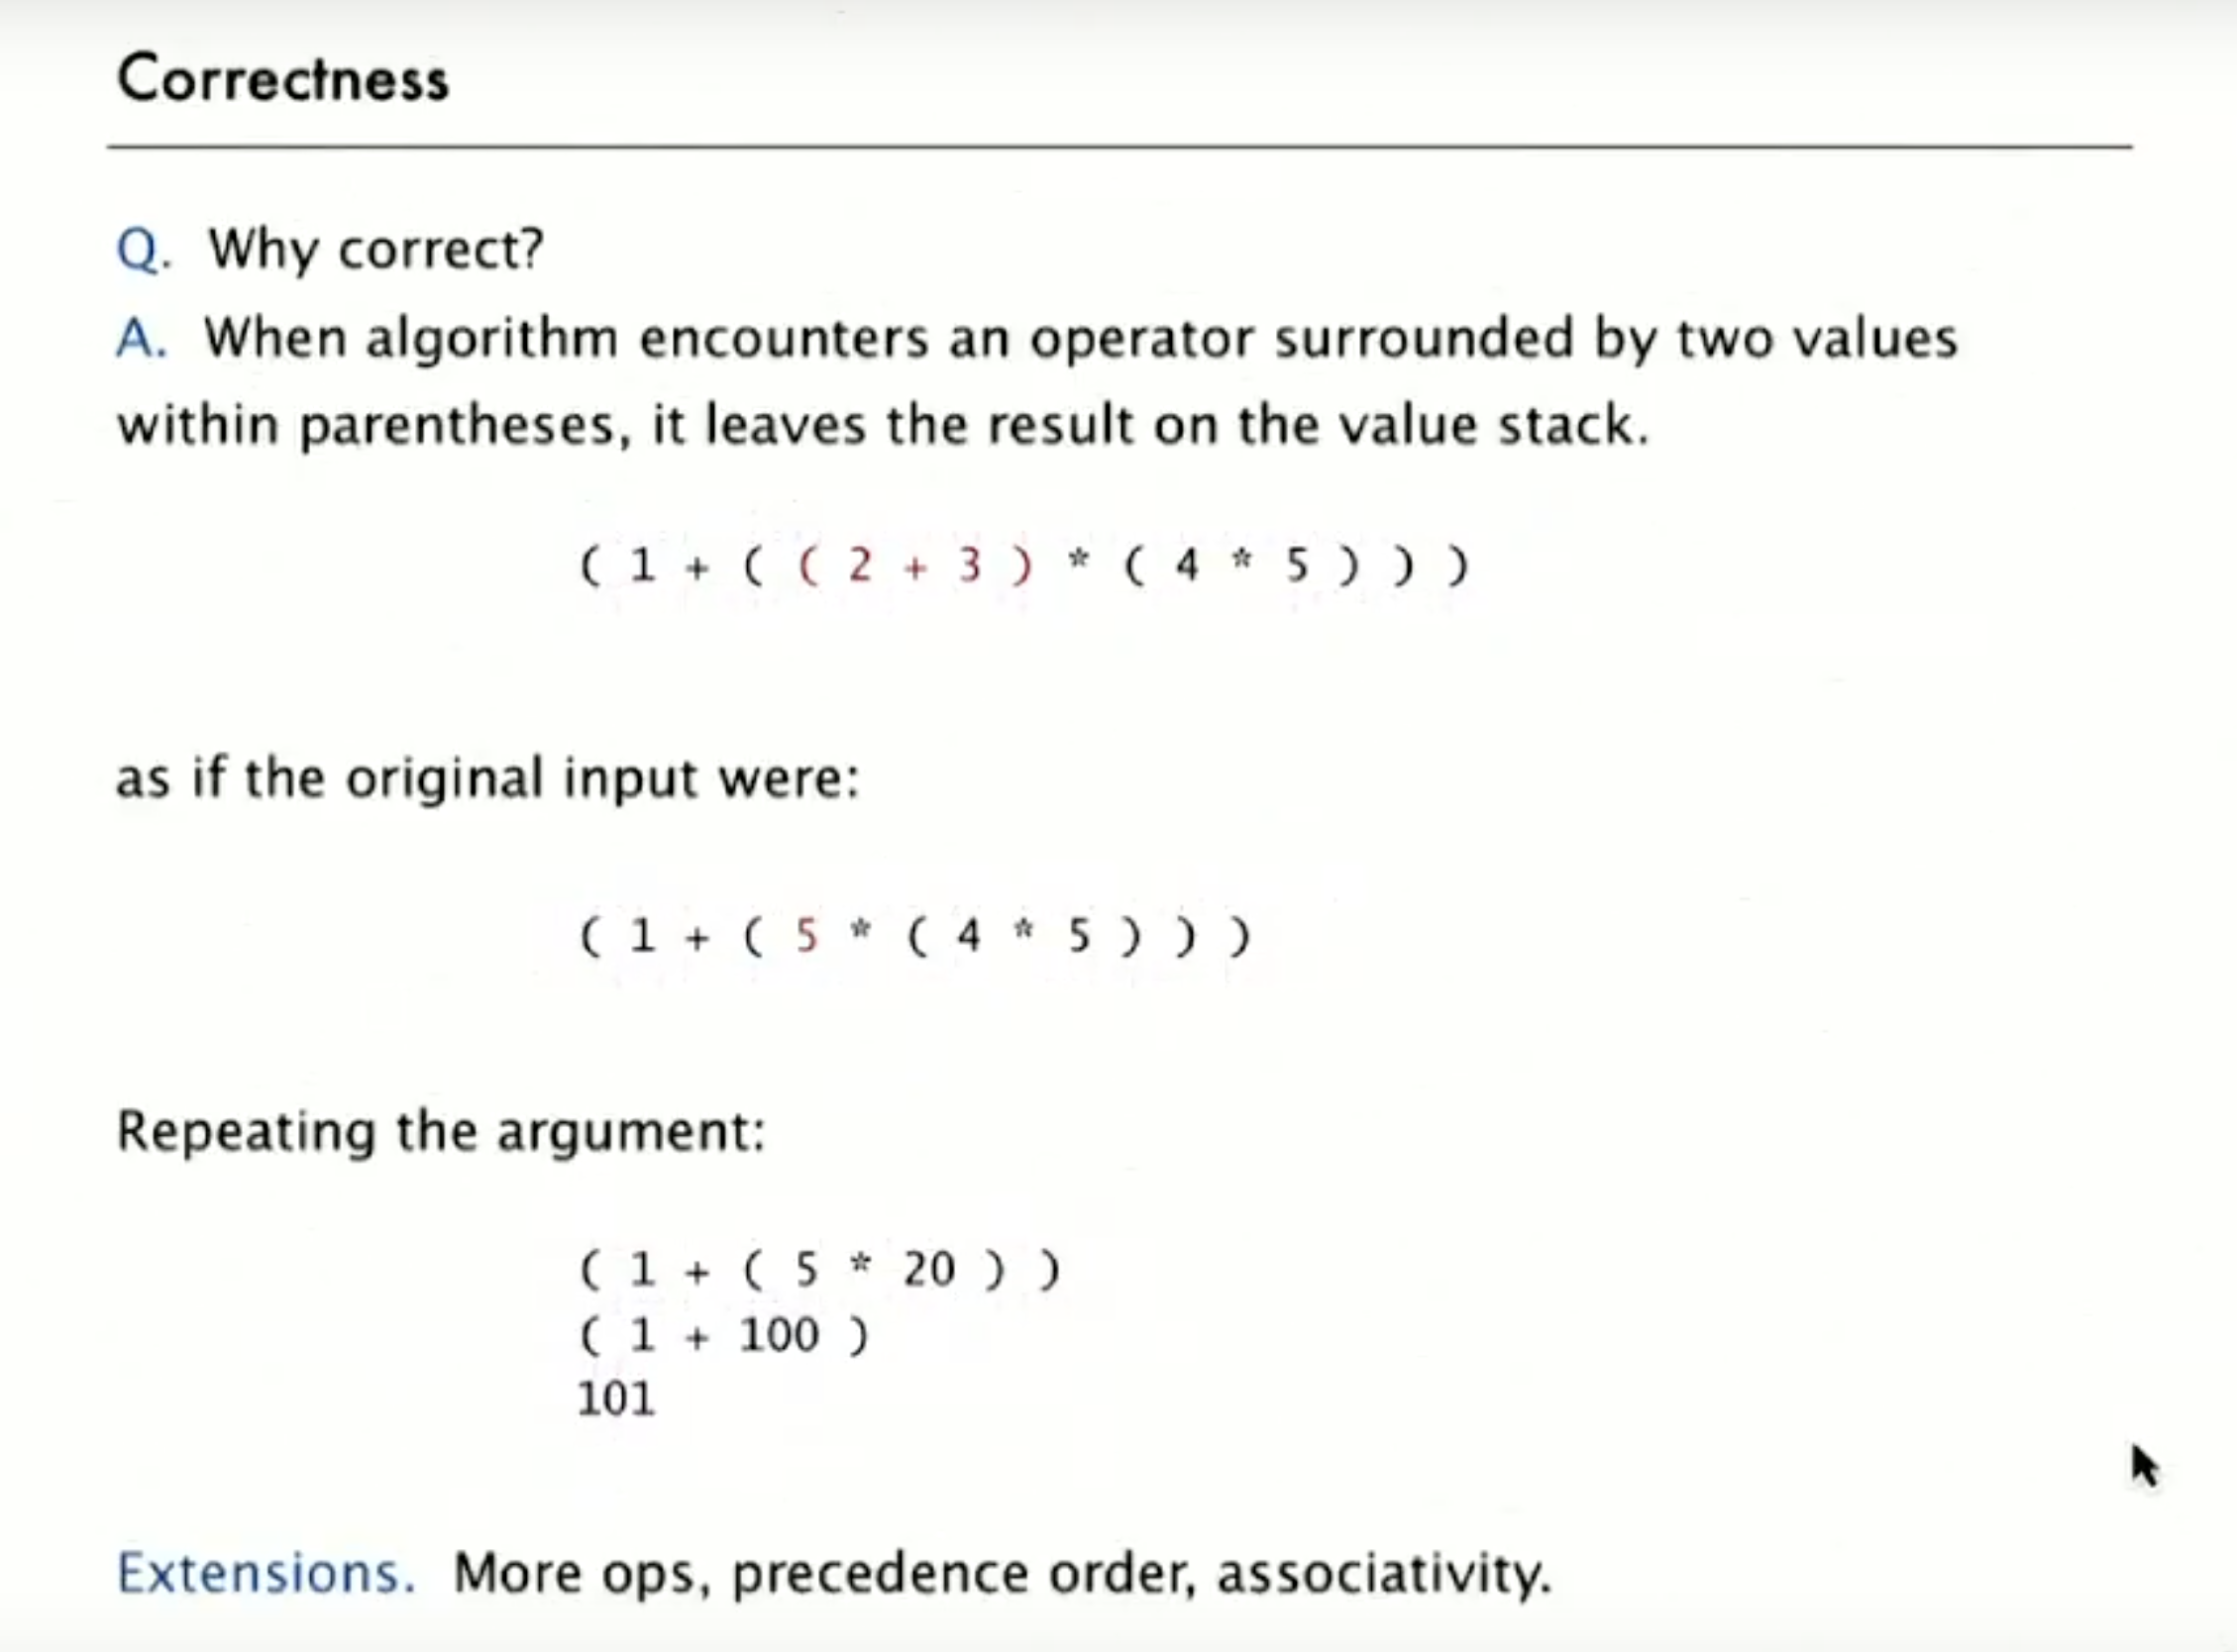 Correctness
Q. Why correct?
A. When algorithm encounters an operator surrounded by two values
within parentheses, it leaves the result on the value stack.
( 1 + ( ( 2 + 3 ) * ( 4 * 5 ) ) )
as if the original input were:
( 1 + ( 5 * ( 4 * 5 ) ) )
Repeating the argument:
( 1 + ( 5 * 20 ) )
( 1 + 100 )
101
Extensions. More ops, precedence order, associativity.